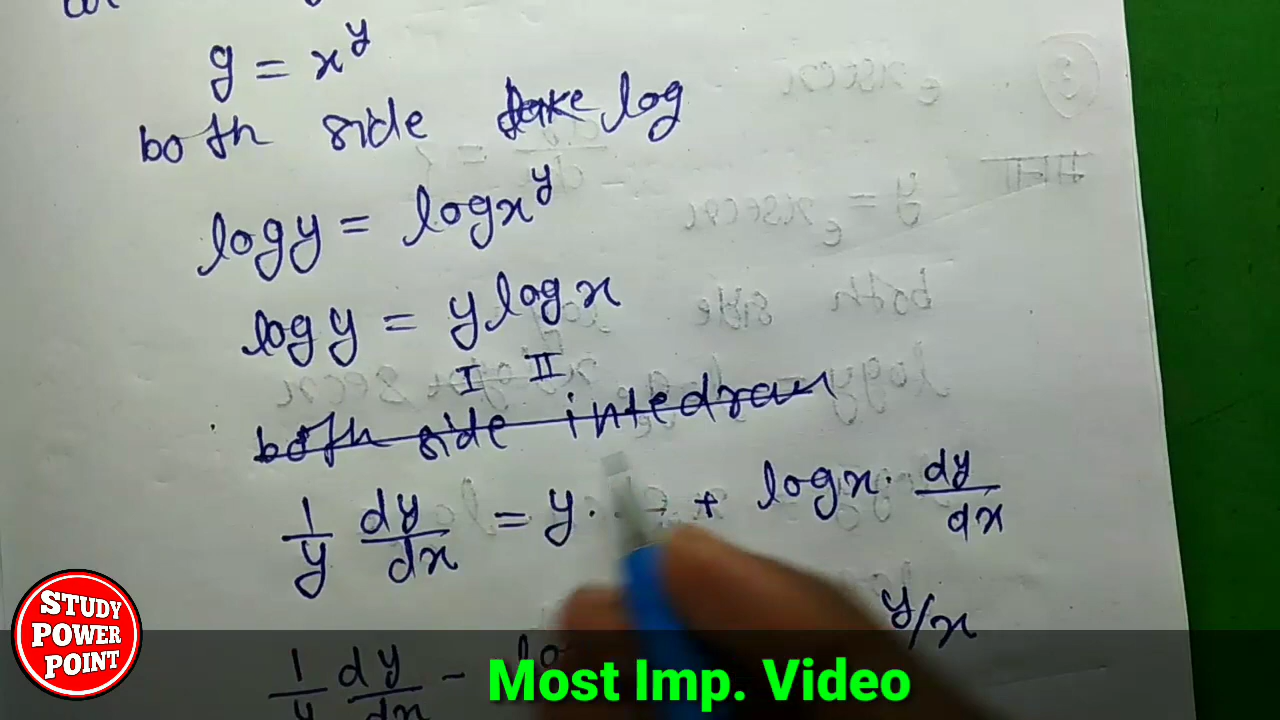 y = x^y
both side take log
log y = log x^y
log y = y log x
I II
both side
1/y dy/dx = y. + log x. dy/dx
y/x
1/y dy/dx - lo
STUDY
POWER
POINT
Most Imp. Video